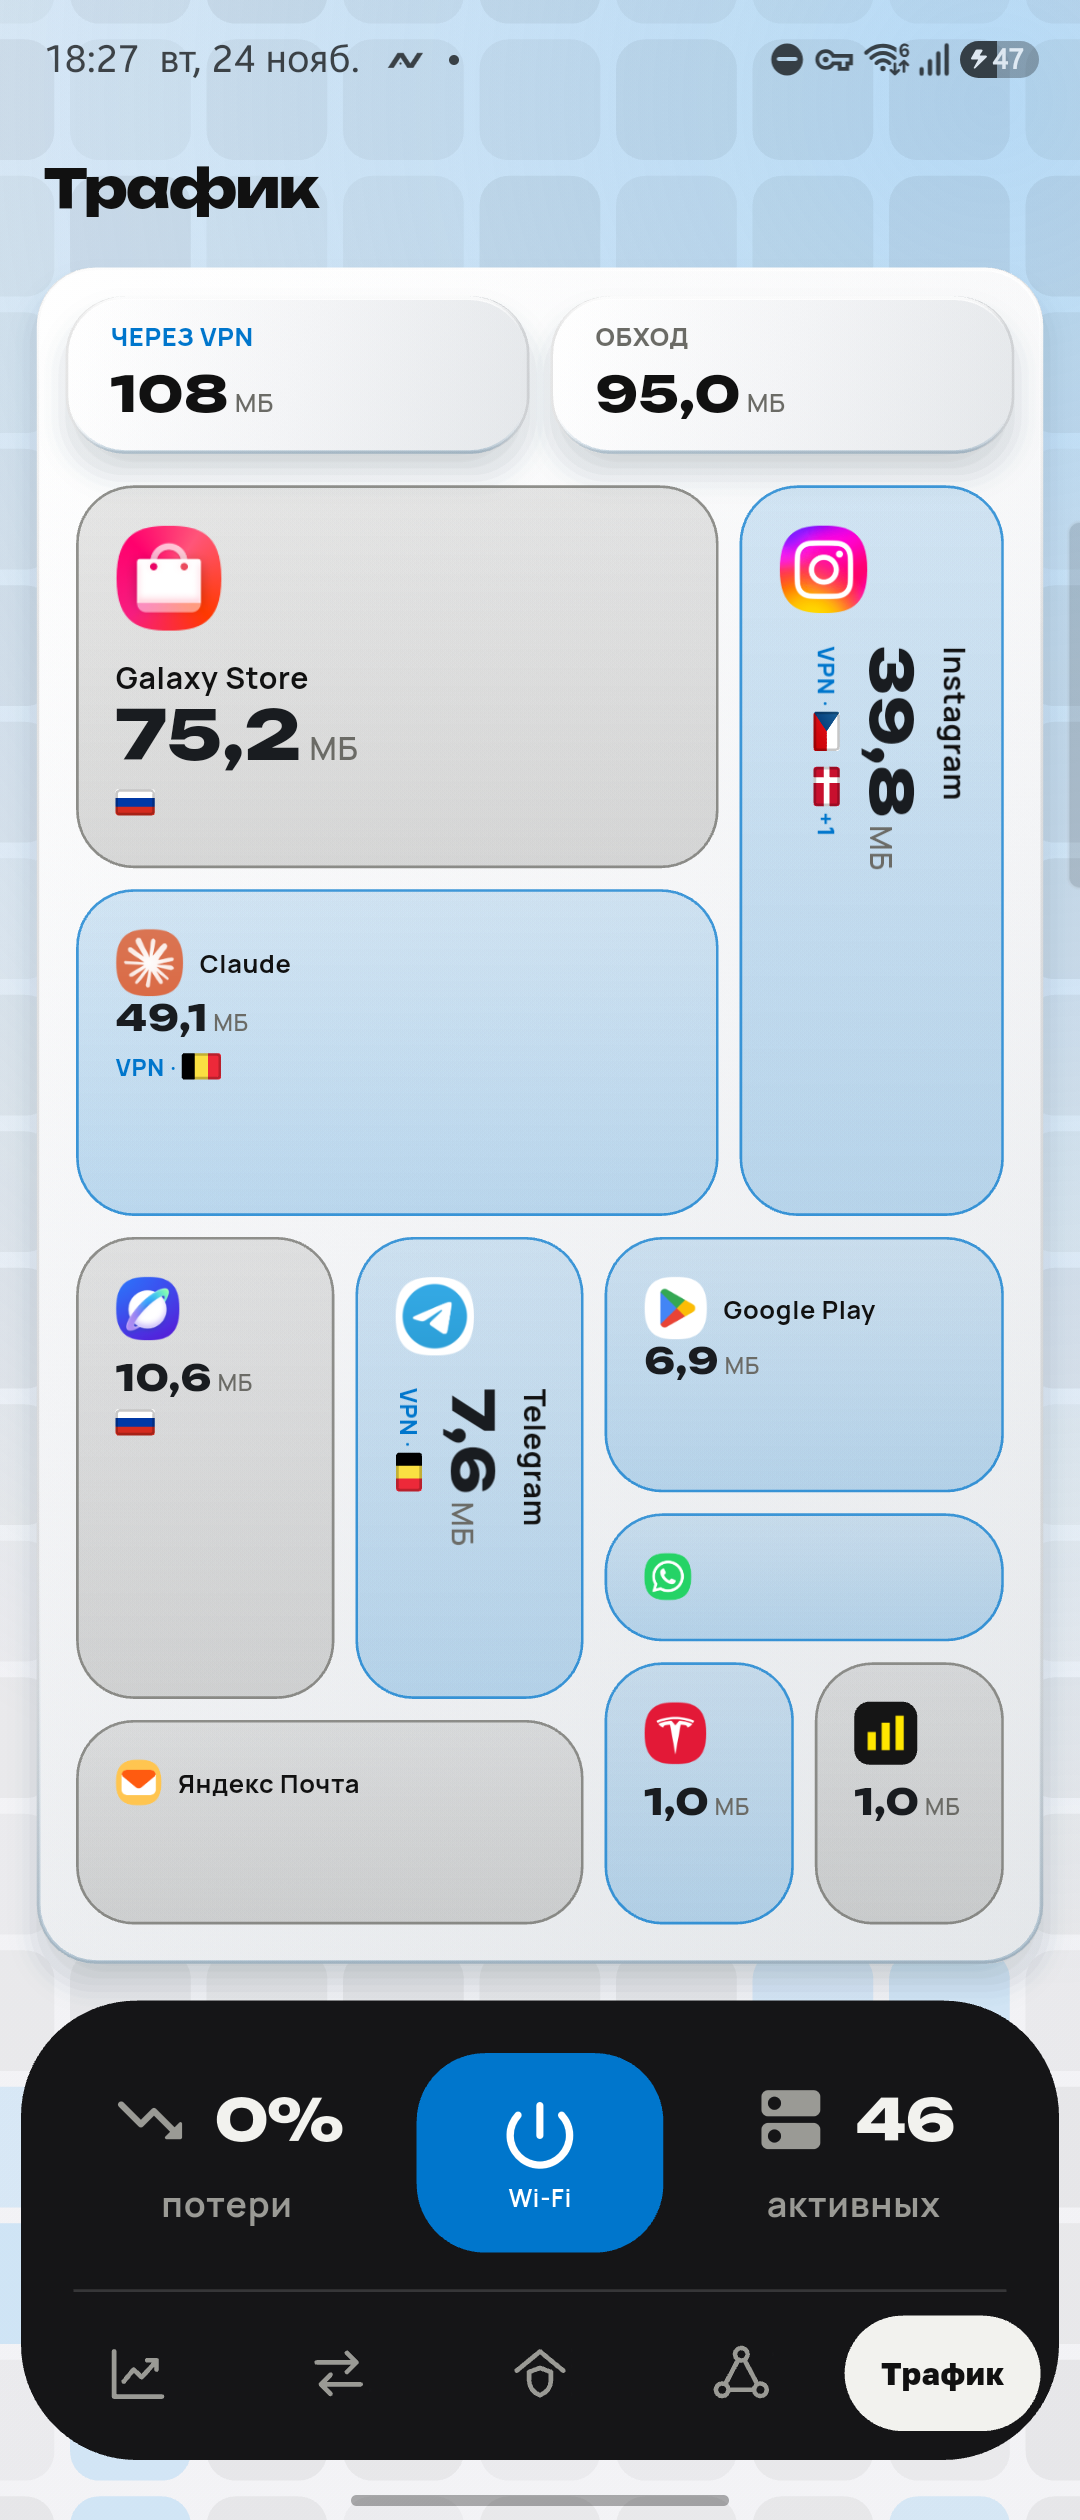 18:27 вт, 24 нояб.
6
47
Трафик
ЧЕРЕЗ VPN
108 МБ
ОБХОД
95,0 МБ
Galaxy Store
75,2 МБ
Instagram
39,8 МБ
VPN · +1
Claude
49,1 МБ
VPN ·
10,6 МБ
Telegram
7,6 МБ
VPN ·
Google Play
6,9 МБ
Яндекс Почта
1,0 МБ
1,0 МБ
0%
потери
Wi-Fi
46
активных
Трафик